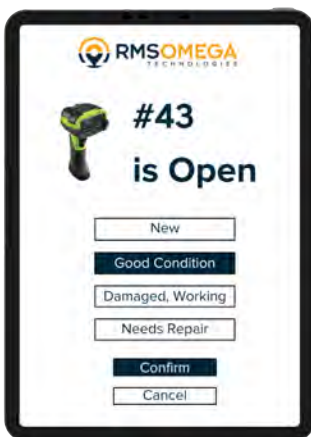 RMSOMEGA
TECHNOLOGIES
#43
is Open
New
Good Condition
Damaged, Working
Needs Repair
Confirm
Cancel